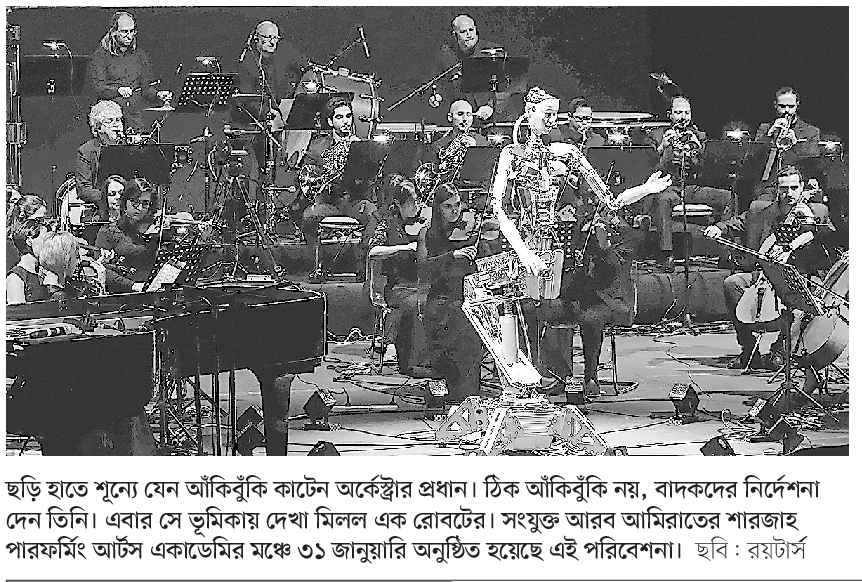 ছড়ি হাতে শূন্যে যেন আঁকিবুঁকি কাটেন অর্কেস্ট্রার প্রধান। ঠিক আঁকিবুঁকি নয়, বাদকদের নির্দেশনা
দেন তিনি। এবার সে ভূমিকায় দেখা মিলল এক রোবটের। সংযুক্ত আরব আমিরাতের শারজাহ
পারফর্মিং আর্টস একাডেমির মঞ্চে ৩১ জানুয়ারি অনুষ্ঠিত হয়েছে এই পরিবেশনা। ছবি : রয়টার্স